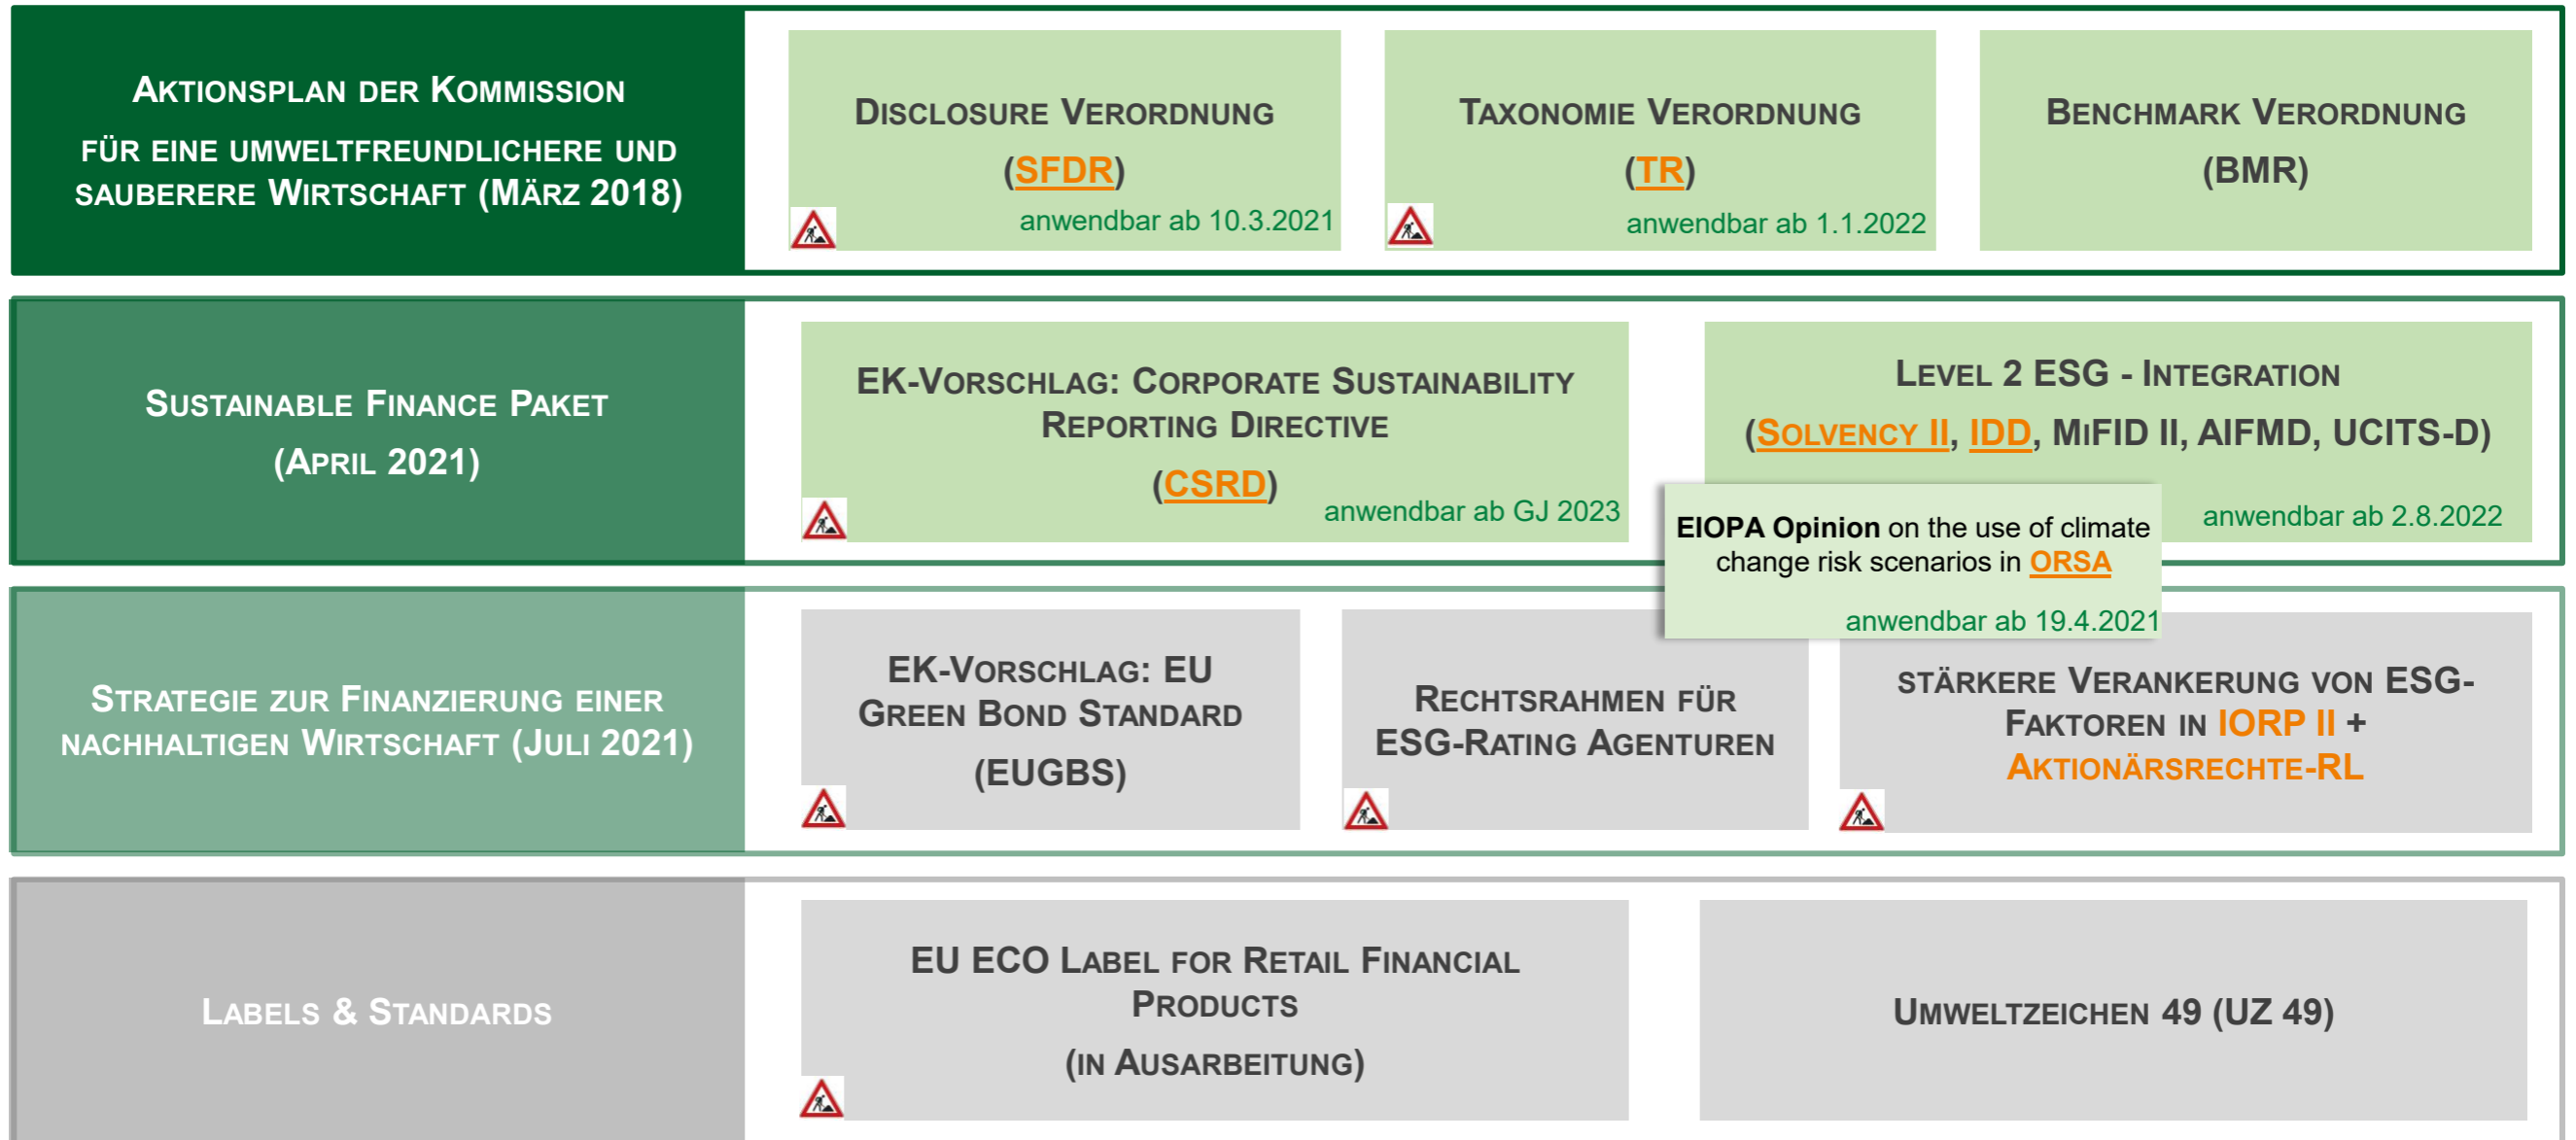 AKTIONSPLAN DER KOMMISSION
FÜR EINE UMWELTFREUNDLICHERE UND
SAUBERERE WIRTSCHAFT (MÄRZ 2018)
DISCLOSURE VERORDNUNG
(SFDR)
anwendbar ab 10.3.2021
TAXONOMIE VERORDNUNG
(TR)
anwendbar ab 1.1.2022
BENCHMARK VERORDNUNG
(BMR)
SUSTAINABLE FINANCE PAKET
(APRIL 2021)
EK-VORSCHLAG: CORPORATE SUSTAINABILITY
REPORTING DIRECTIVE
(CSRD)
anwendbar ab GJ 2023
LEVEL 2 ESG - INTEGRATION
(SOLVENCY II, IDD, MIFID II, AIFMD, UCITS-D)
anwendbar ab 2.8.2022
EIOPA Opinion on the use of climate
change risk scenarios in ORSA
anwendbar ab 19.4.2021
STRATEGIE ZUR FINANZIERUNG EINER
NACHHALTIGEN WIRTSCHAFT (JULI 2021)
EK-VORSCHLAG: EU
GREEN BOND STANDARD
(EUGBS)
RECHTSRAHMEN FÜR
ESG-RATING AGENTUREN
STÄRKERE VERANKERUNG VON ESG-
FAKTOREN IN IORP II +
AKTIONÄRSRECHTE-RL
LABELS & STANDARDS
EU ECO LABEL FOR RETAIL FINANCIAL
PRODUCTS
(IN AUSARBEITUNG)
UMWELTZEICHEN 49 (UZ 49)